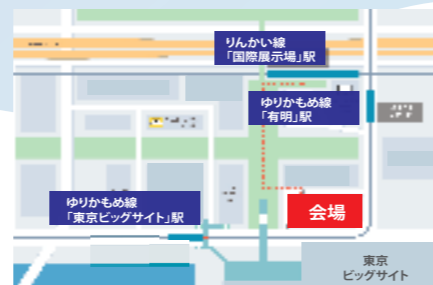 りんかい線
「国際展示場」駅
ゆりかもめ線
「有明」駅
ゆりかもめ線
「東京ビッグサイト」駅
会場
東京
ビッグサイト